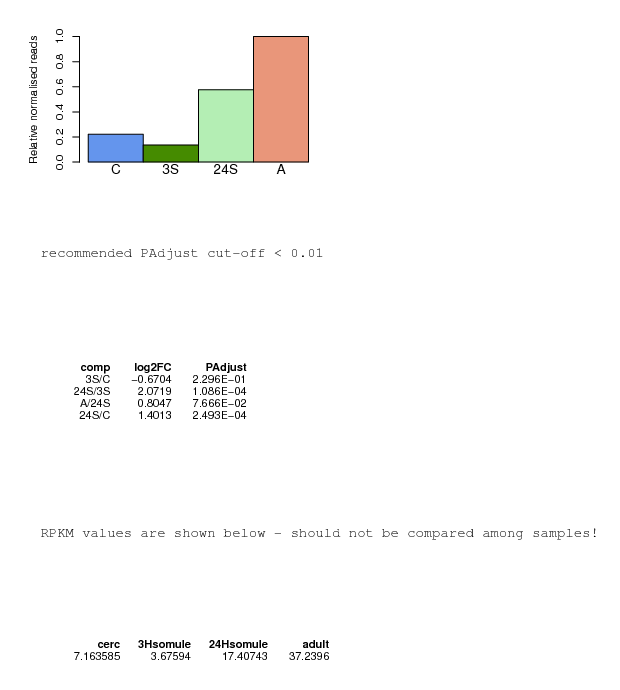 Relative normalised reads
1.0
0.8
0.6
0.4
0.2
0.0
C 3S 24S A
recommended PAdjust cut-off < 0.01
comp log2FC PAdjust
3S/C −0.6704 2.296E−01
24S/3S 2.0719 1.086E−04
A/24S 0.8047 7.666E−02
24S/C 1.4013 2.493E−04
RPKM values are shown below - should not be compared among samples!
cerc 3Hsomule 24Hsomule adult
7.163585 3.67594 17.40743 37.2396